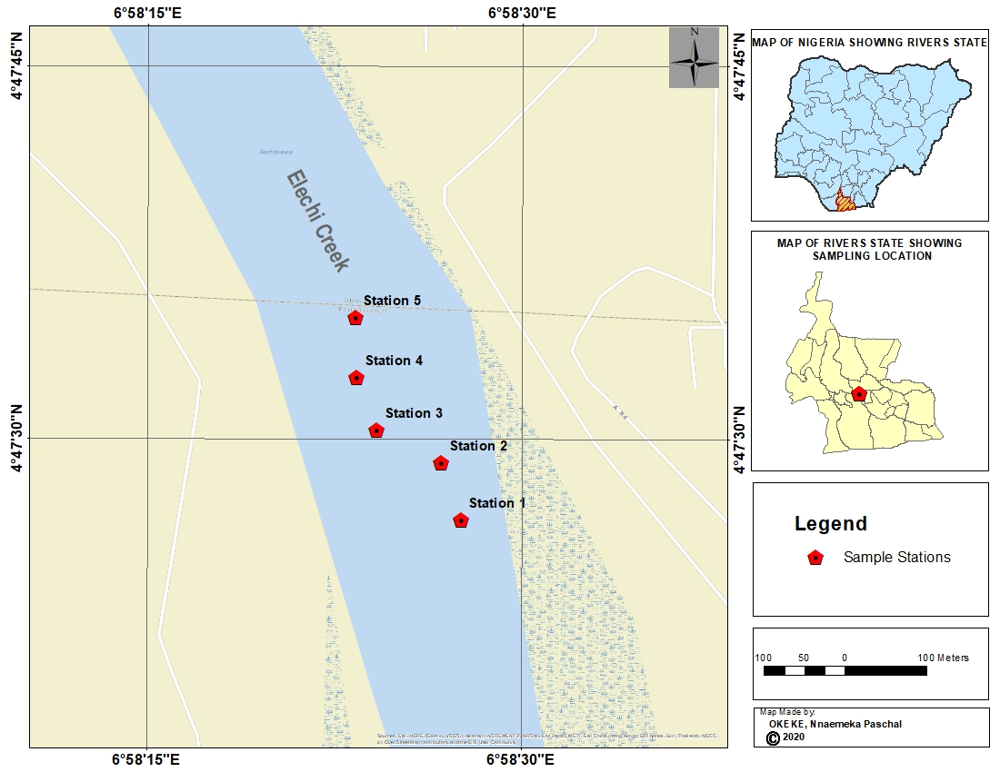 6°58'15"E
6°58'30"E
4°47'45"N
4°47'45"N
N
Sambreiro
Elechi Creek
Station 5
Station 4
Station 3
Station 2
Station 1
4°47'30"N
4°47'30"N
6°58'15"E
6°58'30"E
MAP OF NIGERIA SHOWING RIVERS STATE
MAP OF RIVERS STATE SHOWING
SAMPLING LOCATION
Legend
Sample Stations
100 50 0 100 Meters
Map Made by:
OKEKE, Nnaemeka Paschal
© 2020